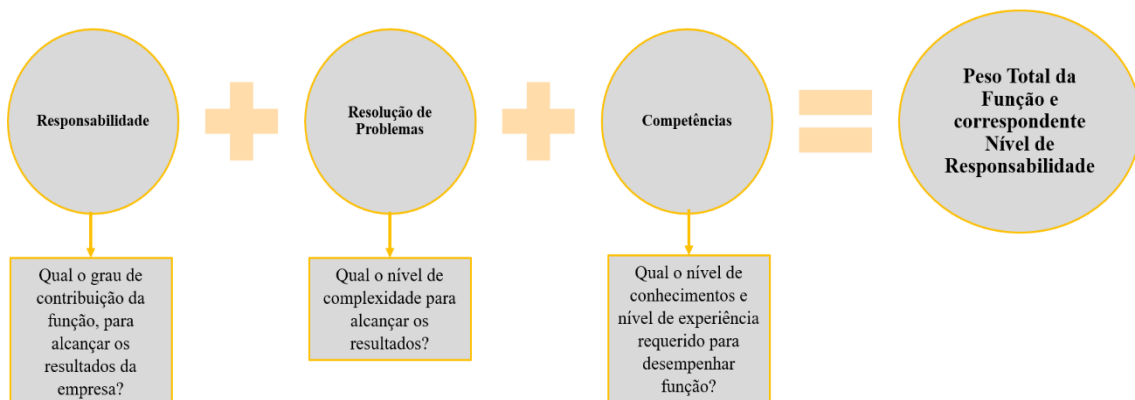 Responsabilidade
Resolução de
Problemas
Competências
Peso Total da
Função e
correspondente
Nível de
Responsabilidade
Qual o grau de
contribuição da
função, para
alcançar os
resultados da
empresa?
Qual o nível de
complexidade para
alcançar os
resultados?
Qual o nível de
conhecimentos e
nível de experiência
requerido para
desempenhar
função?